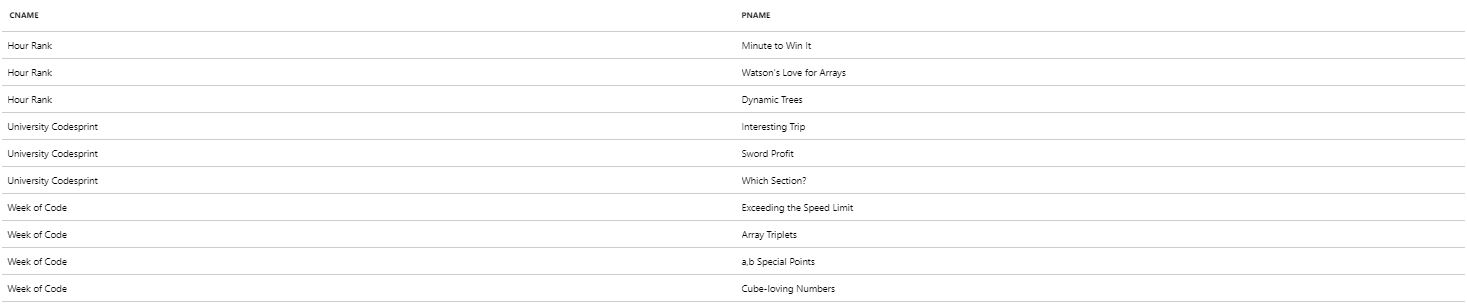 CNAME PNAME
Hour Rank Minute to Win It
Hour Rank Watson's Love for Arrays
Hour Rank Dynamic Trees
University Codesprint Interesting Trip
University Codesprint Sword Profit
University Codesprint Which Section?
Week of Code Exceeding the Speed Limit
Week of Code Array Triplets
Week of Code a,b Special Points
Week of Code Cube-loving Numbers